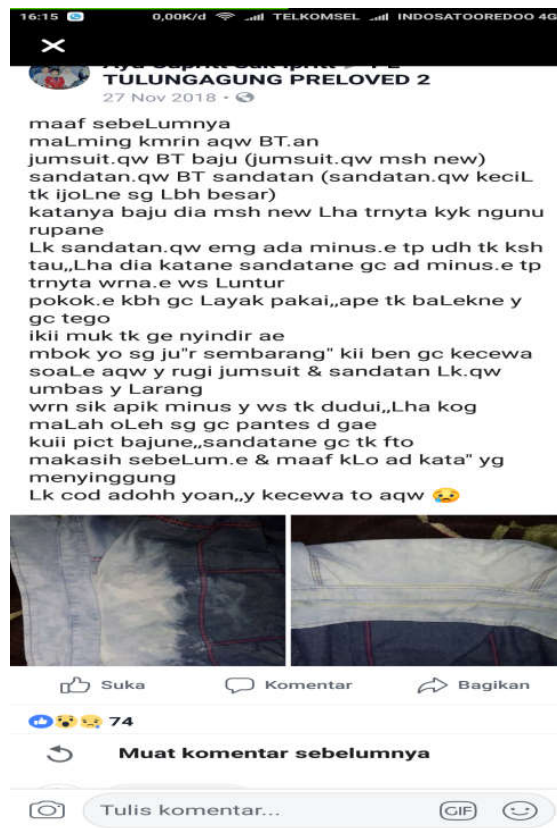 16:15 0,00K/d TELKOMSEL INDOSATOOREDOO 4G
TULUNGAGUNG PRELOVED 2
27 Nov 2018
maaf sebeLumnya
maLming kmrin aqw BT.an
jumsuit.qw BT baju (jumsuit.qw msh new)
sandatan.qw BT sandatan (sandatan.qw keciL
tk ijoLne sg Lbh besar)
katanya baju dia msh new Lha trnyta kyk ngunu
rupane
Lk sandatan.qw emg ada minus.e tp udh tk ksh
tau,,Lha dia katane sandatane gc ad minus.e tp
trnyta wrna.e ws Luntur
pokok.e kbh gc Layak pakai,,ape tk baLekne y
gc tego
ikii muk tk ge nyindir ae
mbok yo sg ju"r sembarang" kii ben gc kecewa
soaLe aqw y rugi jumsuit & sandatan Lk.qw
umbas y Larang
wrn sik apik minus y ws tk dudui,,Lha kog
maLah oLeh sg gc pantes d gae
kuii pict bajune,,sandatane gc tk fto
makasih sebeLum.e & maaf kLo ad kata" yg
menyinggung
Lk cod adohh yoan,,y kecewa to aqw 😥
Suka Komentar Bagikan
74
Muat komentar sebelumnya
Tulis komentar... GIF